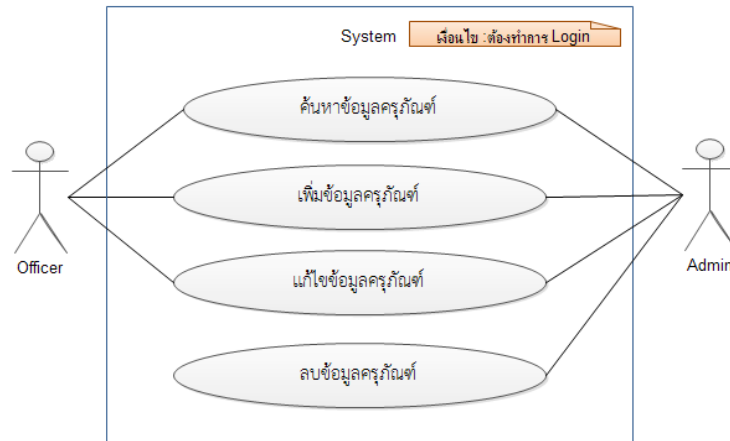 System
เงื่อนไข :ต้องทำการ Login
ค้นหาข้อมูลครุภัณฑ์
เพิ่มข้อมูลครุภัณฑ์
Officer
Admin
แก้ไขข้อมูลครุภัณฑ์
ลบข้อมูลครุภัณฑ์